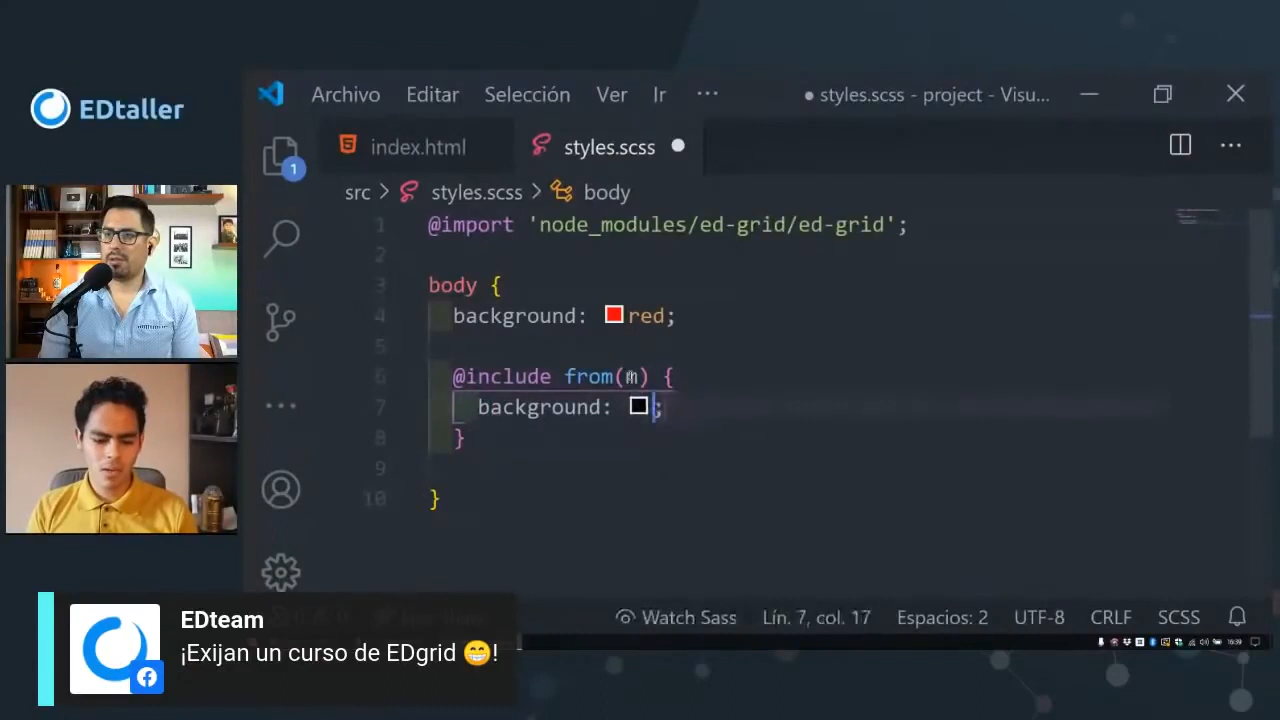 EDtaller
Archivo Editar Selección Ver Ir ···
● styles.scss - project - Visu...
index.html
styles.scss
src > styles.scss > body
1 @import 'node_modules/ed-grid/ed-grid';
2
3 body {
4 background: red;
5
6 @include from(m) {
7 background: ;
8 }
9
10 }
1
Watch Sass Lín. 7, col. 17 Espacios: 2 UTF-8 CRLF SCSS
16:39
EDteam
¡Exijan un curso de EDgrid 😁!